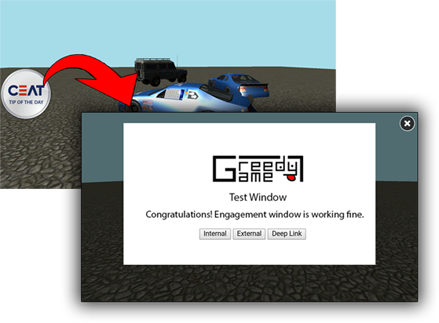 CEAT
TIP OF THE DAY
Greedy
Game
Test Window
Congratulations! Engagement window is working fine.
Internal External Deep Link